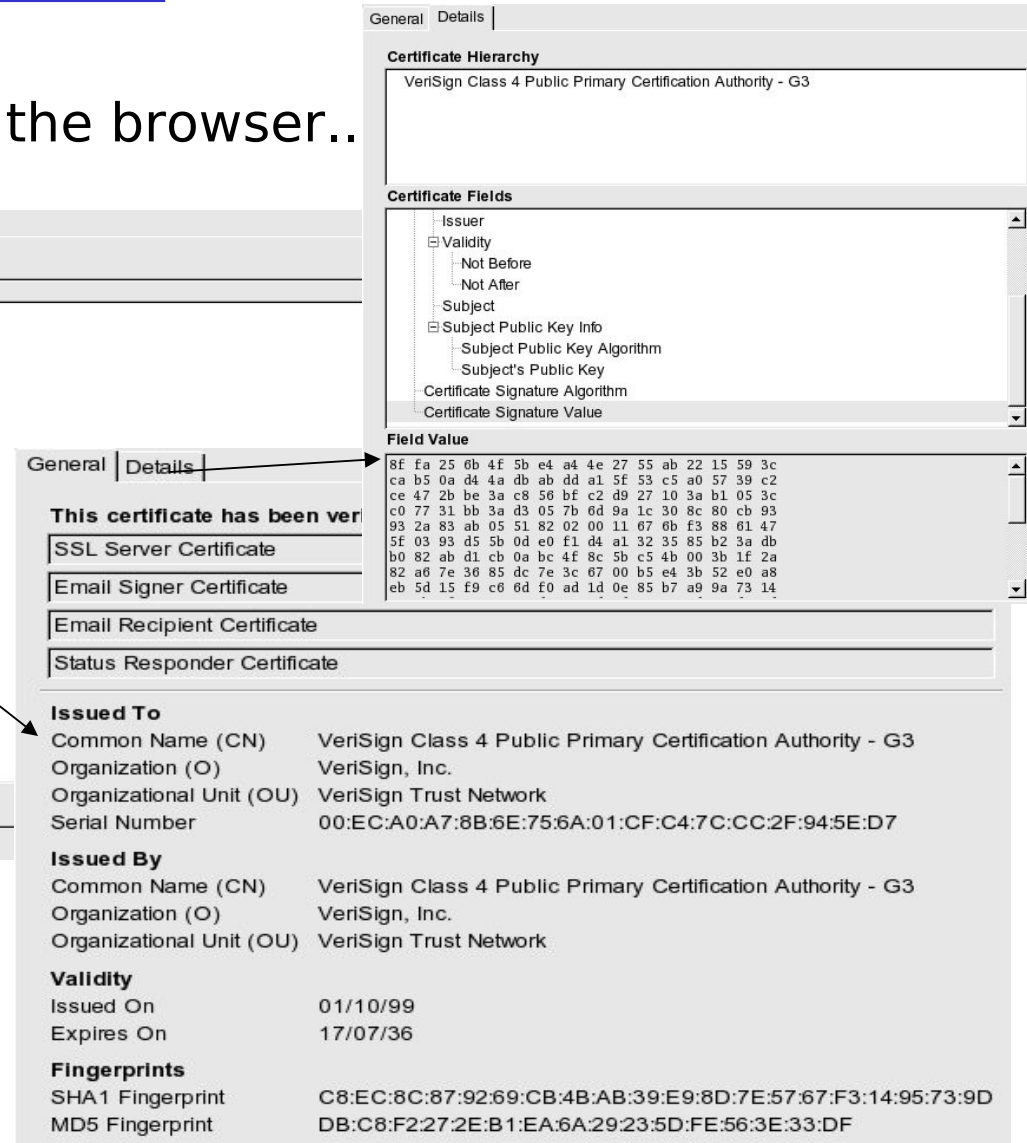 the browser..
General Details
Certificate Hierarchy
VeriSign Class 4 Public Primary Certification Authority - G3
Certificate Fields
Issuer
Validity
Not Before
Not After
Subject
Subject Public Key Info
Subject Public Key Algorithm
Subject's Public Key
Certificate Signature Algorithm
Certificate Signature Value
Field Value
8f fa 25 6b 4f 5b e4 a4 4e 27 55 ab 22 15 59 3c
ca b5 0a d4 4a db ab dd a1 5f 53 c5 a0 57 39 c2
ce 47 2b be 3a c8 56 bf c2 d9 27 10 3a b1 05 3c
c0 77 31 bb 3a d3 05 7b 6d 9a 1c 30 8c 80 cb 93
93 2a 83 ab 05 51 82 02 00 11 67 6b f3 88 61 47
5f 03 93 d5 5b 0d e0 f1 d4 a1 32 35 85 b2 3a db
b0 82 ab d1 cb 0a bc 4f 8c 5b c5 4b 00 3b 1f 2a
82 a6 7e 36 85 dc 7e 3c 67 00 b5 e4 3b 52 e0 a8
eb 5d 15 f9 c6 6d f0 ad 1d 0e 85 b7 a9 9a 73 14
General Details
This certificate has been veri
SSL Server Certificate
Email Signer Certificate
Email Recipient Certificate
Status Responder Certificate
Issued To
Common Name (CN) VeriSign Class 4 Public Primary Certification Authority - G3
Organization (O) VeriSign, Inc.
Organizational Unit (OU) VeriSign Trust Network
Serial Number 00:EC:A0:A7:8B:6E:75:6A:01:CF:C4:7C:CC:2F:94:5E:D7
Issued By
Common Name (CN) VeriSign Class 4 Public Primary Certification Authority - G3
Organization (O) VeriSign, Inc.
Organizational Unit (OU) VeriSign Trust Network
Validity
Issued On 01/10/99
Expires On 17/07/36
Fingerprints
SHA1 Fingerprint C8:EC:8C:87:92:69:CB:4B:AB:39:E9:8D:7E:57:67:F3:14:95:73:9D
MD5 Fingerprint DB:C8:F2:27:2E:B1:EA:6A:29:23:5D:FE:56:3E:33:DF